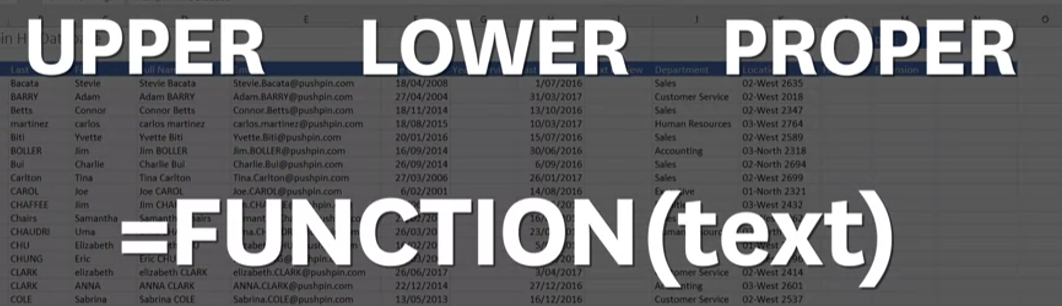 UPPER LOWER PROPER
Bacata Stevie Stevie Bacata Stevie.Bacata@pushpin.com 18/04/2008 1/07/2016 Sales 02-West 2635
BARRY Adam Adam BARRY Adam.BARRY@pushpin.com 27/04/2004 31/03/2017 Customer Service 02-West 2018
Betts Connor Connor Betts Connor.Betts@pushpin.com 18/11/2014 13/10/2016 Sales 02-West 2347
martinez carlos carlos martinez carlos.martinez@pushpin.com 18/08/2015 10/03/2017 Human Resources 03-West 2764
Biti Yvette Yvette Biti Yvette.Biti@pushpin.com 20/01/2016 15/07/2016 Sales 02-West 2589
BOLLER Jim Jim BOLLER Jim.BOLLER@pushpin.com 16/09/2014 30/06/2016 Accounting 03-North 2318
Bui Charlie Charlie Bui Charlie.Bui@pushpin.com 26/09/2014 6/09/2016 Sales 02-North 2694
Carlton Tina Tina Carlton Tina.Carlton@pushpin.com 27/03/2006 26/01/2017 Sales 02-West 2699
CAROL Joe Joe CAROL Joe.CAROL@pushpin.com 6/02/2001 14/08/2016 01-North 2321
CHAFFEE Jim 03-West 2432
Chairs Samantha
CHAUDRI Uma
CHU Elizabeth
CHUNG Eric
=FUNCTION(text)
CLARK elizabeth elizabeth CLARK elizabeth.CLARK@pushpin.com 26/06/2017 3/04/2017 02-West 2414
CLARK ANNA ANNA CLARK ANNA.CLARK@pushpin.com 22/12/2014 27/12/2016 03-West 2601
COLE Sabrina Sabrina COLE Sabrina.COLE@pushpin.com 13/05/2013 16/12/2016 Sales 02-West 2537